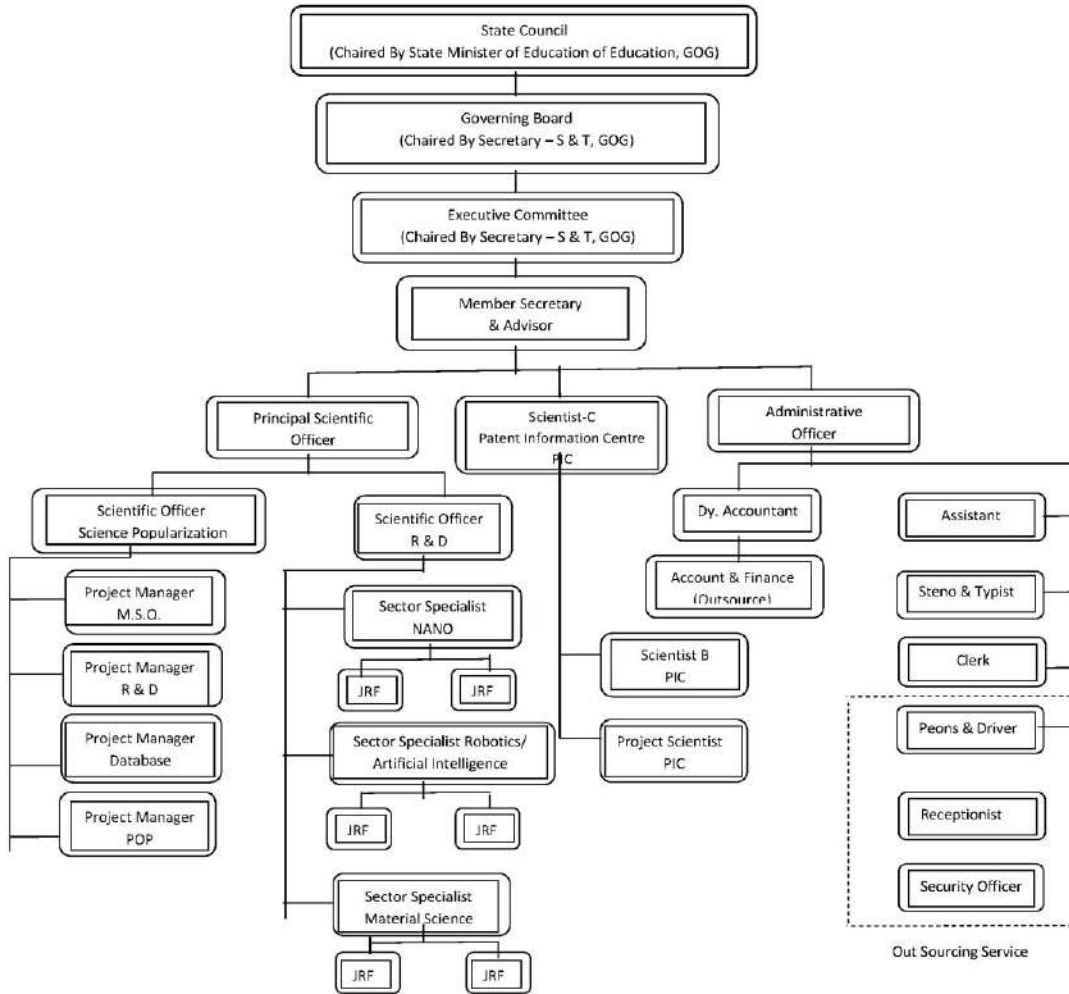 State Council
(Chaired By State Minister of Education of Education, GOG)
Governing Board
(Chaired By Secretary – S & T, GOG)
Executive Committee
(Chaired By Secretary – S & T, GOG)
Member Secretary
& Advisor
Principal Scientific
Officer
Scientist-C
Patent Information Centre
PIC
Administrative
Officer
Scientific Officer
Science Popularization
Scientific Officer
R & D
Dy. Accountant
Account & Finance
(Outsource)
Assistant
Steno & Typist
Clerk
Peons & Driver
Receptionist
Security Officer
Out Sourcing Service
Project Manager
M.S.O.
Project Manager
R & D
Project Manager
Database
Project Manager
POP
Sector Specialist
NANO
JRF
JRF
Sector Specialist Robotics/
Artificial Intelligence
JRF
JRF
Sector Specialist
Material Science
JRF
JRF
Scientist B
PIC
Project Scientist
PIC